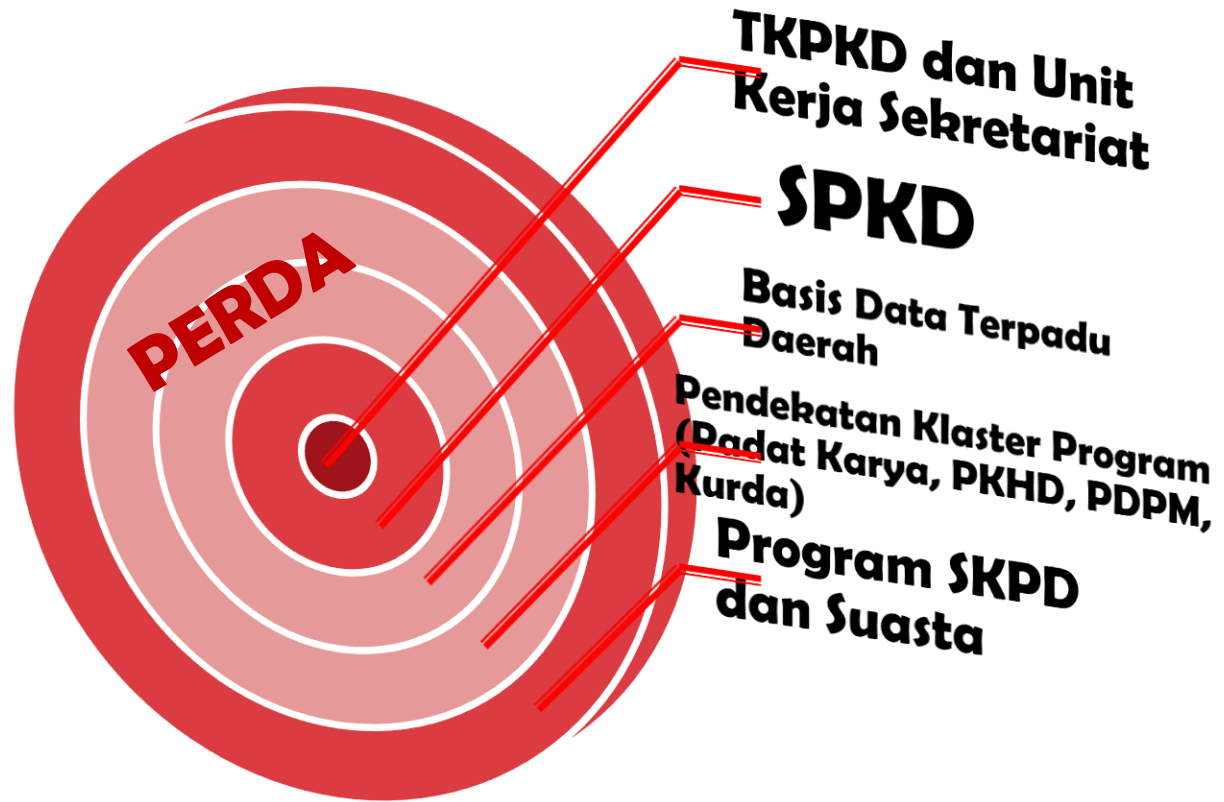 TKPKD dan Unit
Kerja Sekretariat
SPKD
Basis Data Terpadu
Daerah
Pendekatan Klaster Program
(Padat Karya, PKHD, PDPM,
Kurda)
Program SKPD
dan Suasta
PERDA